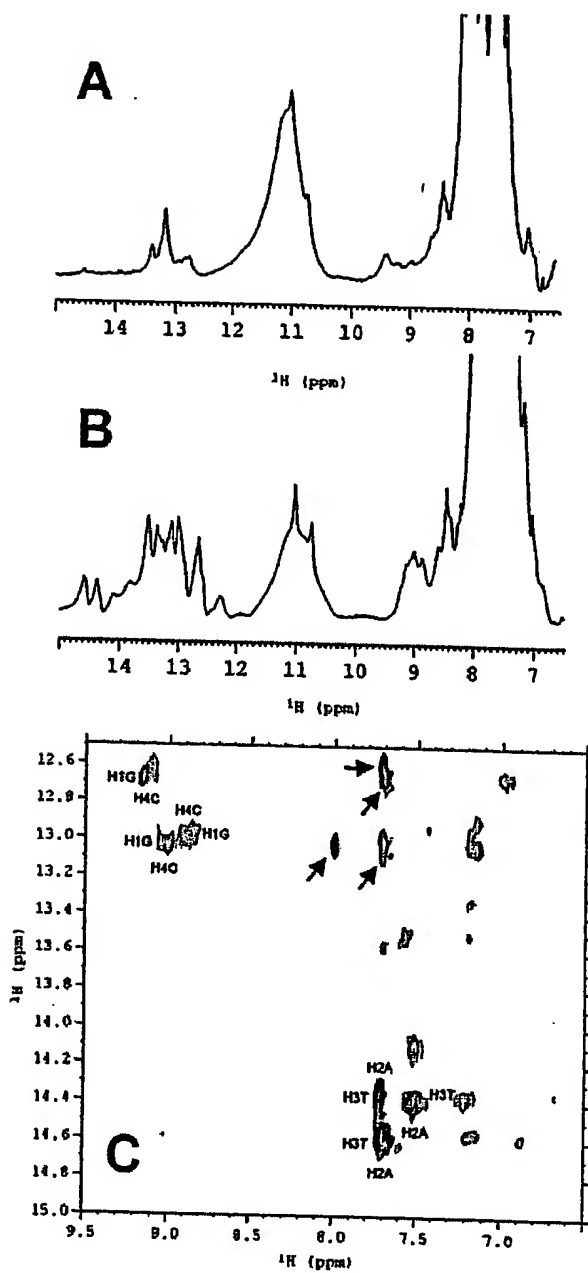 A
14 13 12 11 10 9 8 7
¹H (ppm)
B
14 13 12 11 10 9 8 7
¹H (ppm)
12.6
12.8
13.0
13.2
13.4
13.6
13.8
14.0
14.2
14.4
14.6
14.8
15.0
¹H (ppm)
H1G
H4C
H4C
H1G
H1G
H4C
H2A
H3T
H3T
H2A
H3T
H2A
C
9.5 9.0 8.5 8.0 7.5 7.0
¹H (ppm)